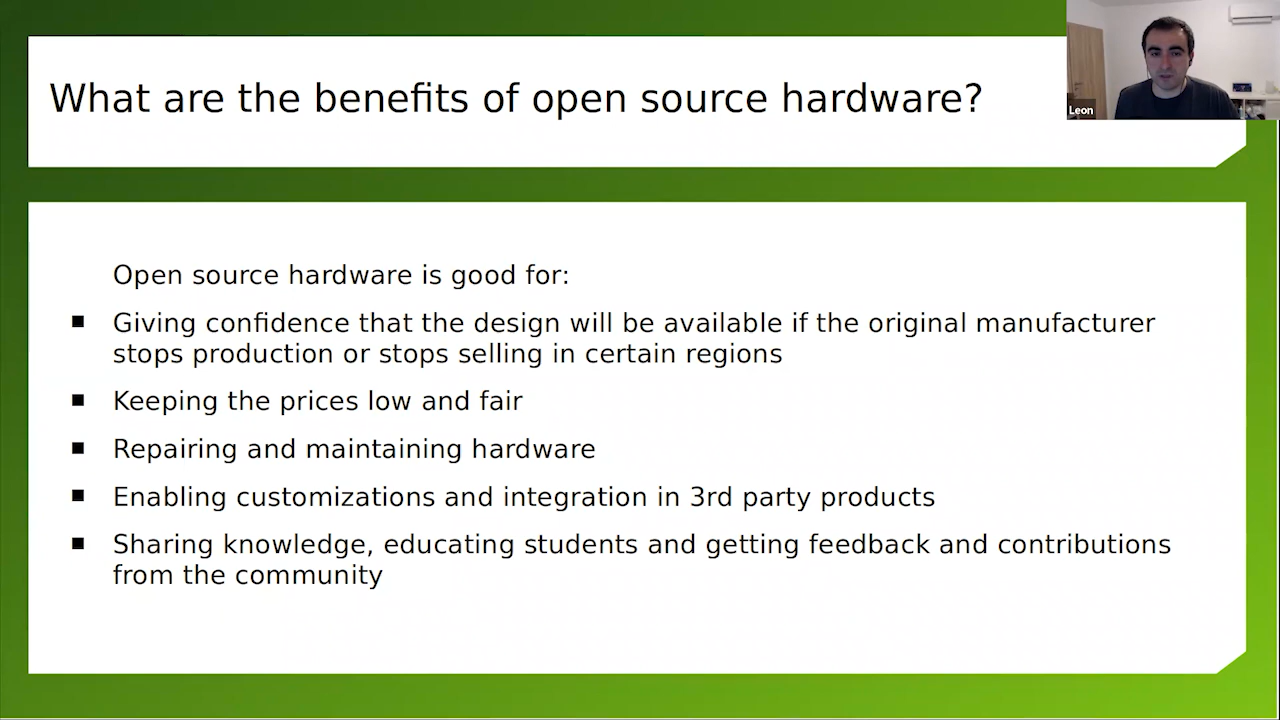 What are the benefits of open source hardware?
Leon
Open source hardware is good for:
■ Giving confidence that the design will be available if the original manufacturer
stops production or stops selling in certain regions
■ Keeping the prices low and fair
■ Repairing and maintaining hardware
■ Enabling customizations and integration in 3rd party products
■ Sharing knowledge, educating students and getting feedback and contributions
from the community